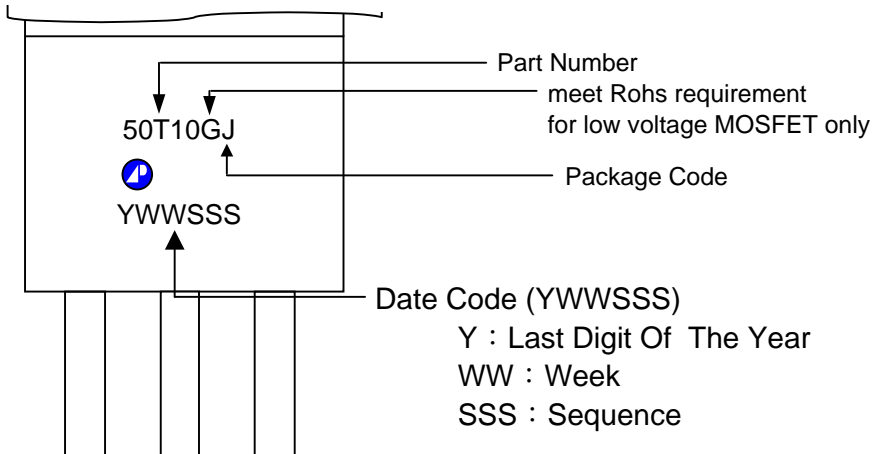 Part Number
meet Rohs requirement
for low voltage MOSFET only
50T10GJ
Package Code
YWWSSS
Date Code (YWWSSS)
Y：Last Digit Of The Year
WW：Week
SSS：Sequence